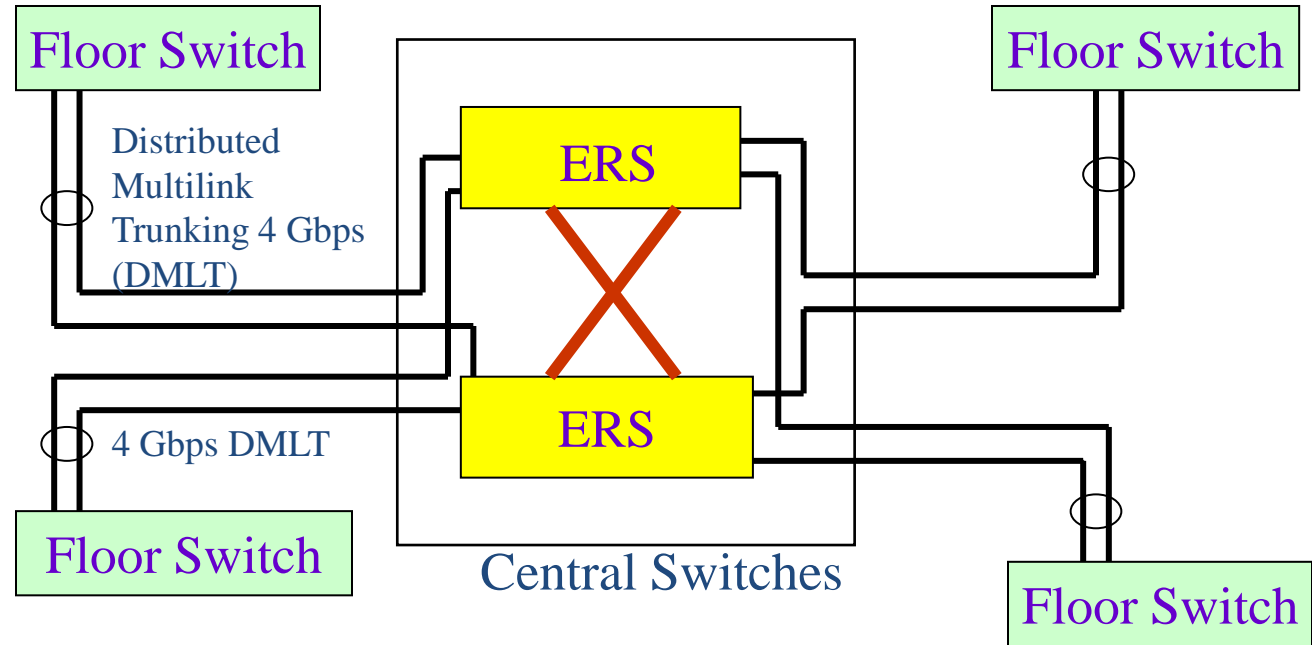 Floor Switch
Floor Switch
Distributed
Multilink
Trunking 4 Gbps
(DMLT)
ERS
ERS
4 Gbps DMLT
Floor Switch
Central Switches
Floor Switch